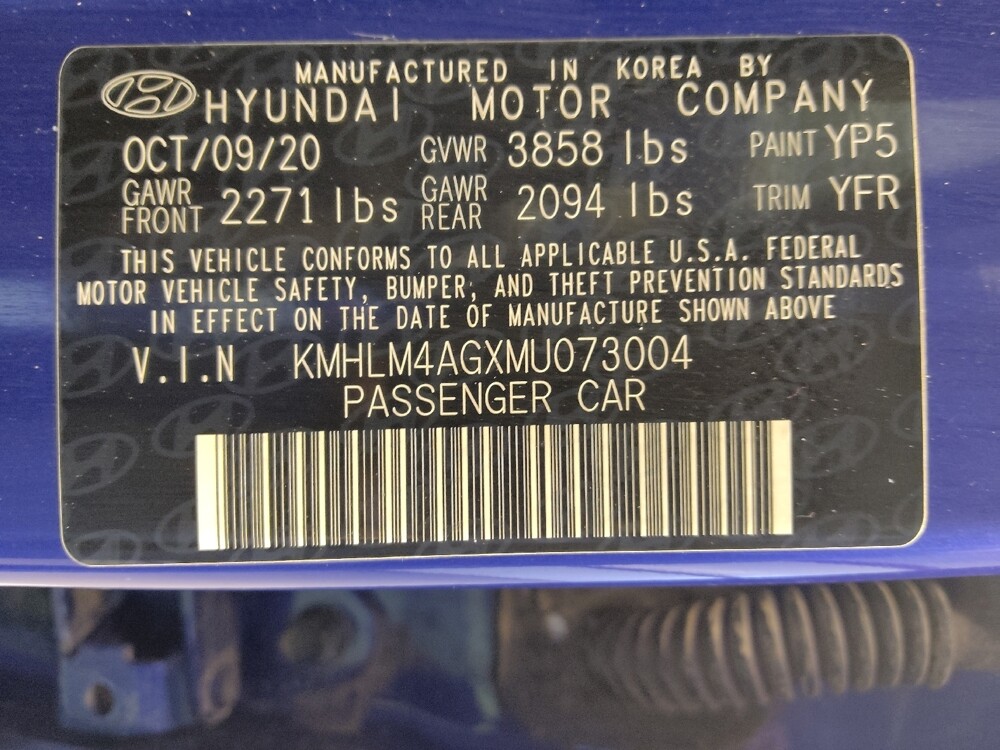 MANUFACTURED IN KOREA BY
HYUNDAI MOTOR COMPANY
OCT/09/20 GVWR 3858 lbs PAINT YP5
GAWR FRONT 2271 lbs GAWR REAR 2094 lbs TRIM YFR
THIS VEHICLE CONFORMS TO ALL APPLICABLE U.S.A. FEDERAL
MOTOR VEHICLE SAFETY, BUMPER, AND THEFT PREVENTION STANDARDS
IN EFFECT ON THE DATE OF MANUFACTURE SHOWN ABOVE
V.I.N KMHLM4AGXMU073004
PASSENGER CAR